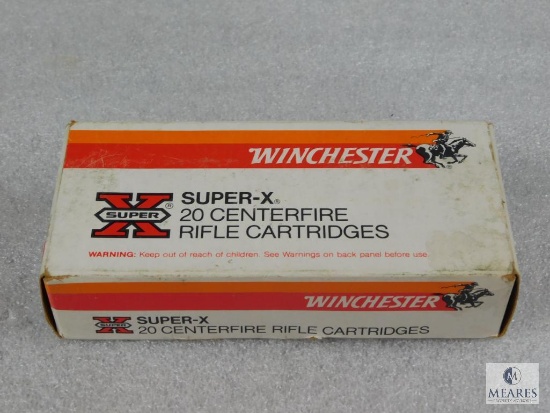 WINCHESTER
X
SUPER
®
SUPER-X®
20 CENTERFIRE
RIFLE CARTRIDGES
WARNING: Keep out of reach of children. See Warnings on back panel before use.
WINCHESTER
X
SUPER
SUPER-X
20 CENTERFIRE RIFLE CARTRIDGES
M
MEARES